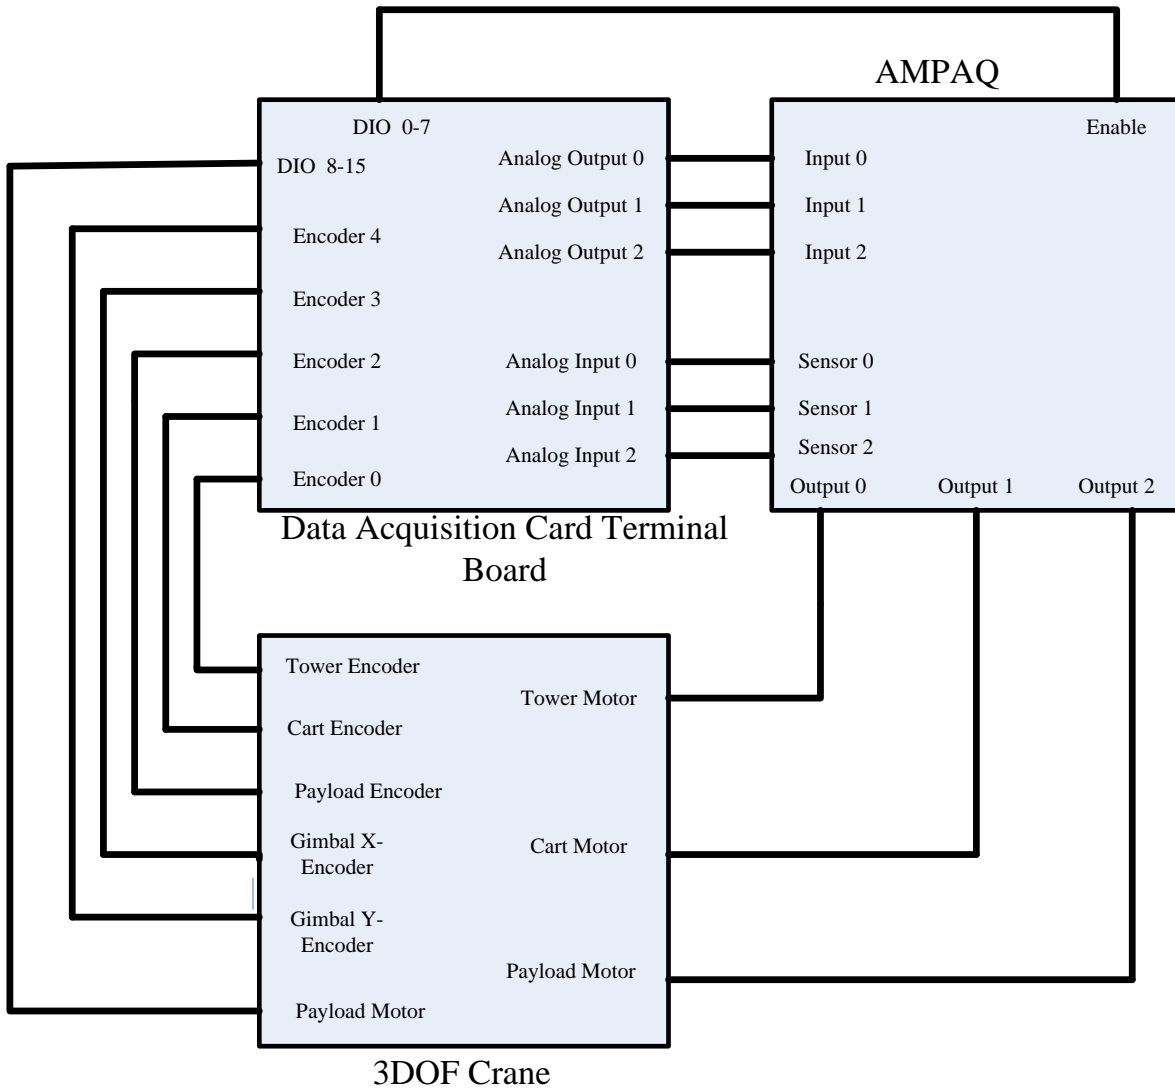 AMPAQ
DIO 0-7
Enable
DIO 8-15
Analog Output 0
Input 0
Analog Output 1
Input 1
Encoder 4
Analog Output 2
Input 2
Encoder 3
Encoder 2
Analog Input 0
Sensor 0
Encoder 1
Analog Input 1
Sensor 1
Analog Input 2
Sensor 2
Encoder 0
Output 0
Output 1
Output 2
Data Acquisition Card Terminal
Board
Tower Encoder
Tower Motor
Cart Encoder
Payload Encoder
Gimbal X-
Encoder
Cart Motor
Gimbal Y-
Encoder
Payload Motor
Payload Motor
3DOF Crane